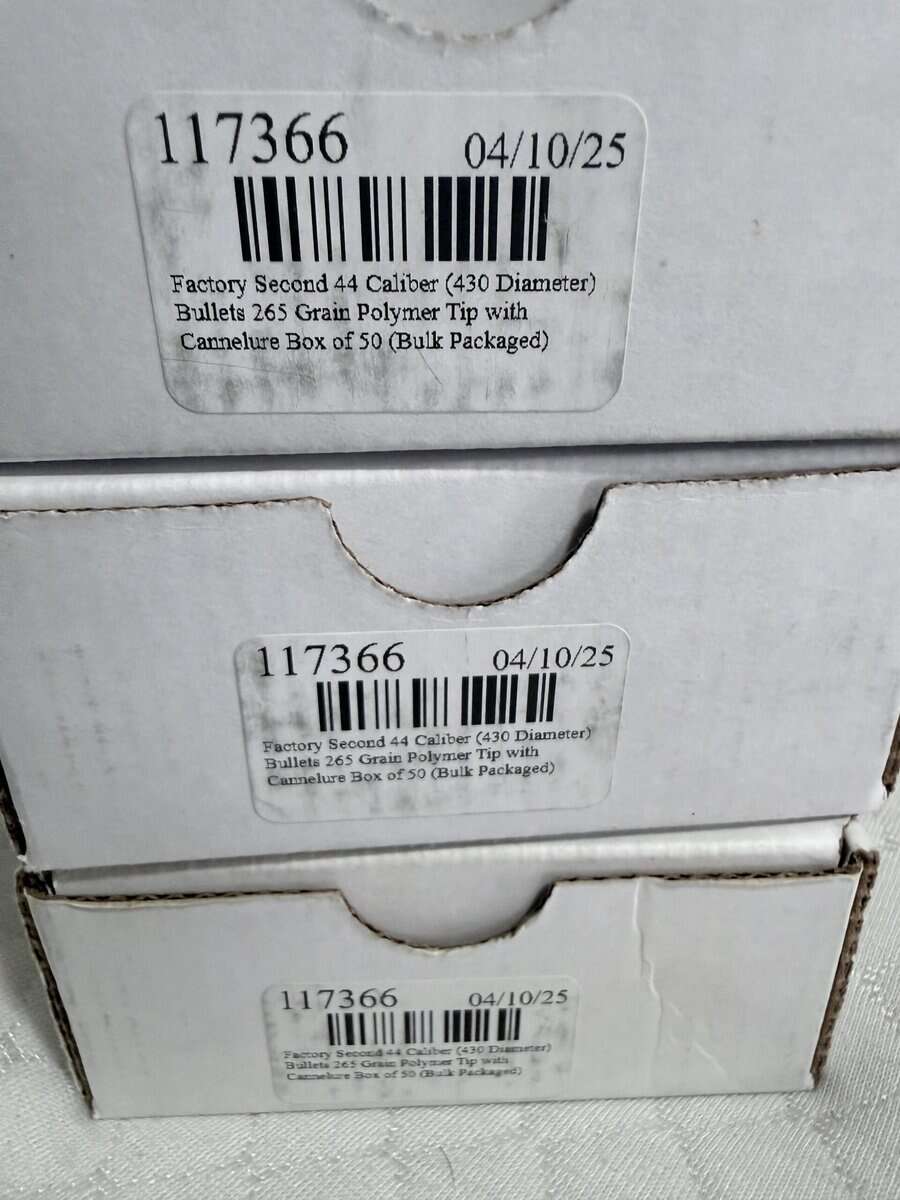 117366 04/10/25
Factory Second 44 Caliber (430 Diameter)
Bullets 265 Grain Polymer Tip with
Cannelure Box of 50 (Bulk Packaged)
117366 04/10/25
Factory Second 44 Caliber (430 Diameter)
Bullets 265 Grain Polymer Tip with
Cannelure Box of 50 (Bulk Packaged)
117366 04/10/25
Factory Second 44 Caliber (430 Diameter)
Bullets 265 Grain Polymer Tip with
Cannelure Box of 50 (Bulk Packaged)